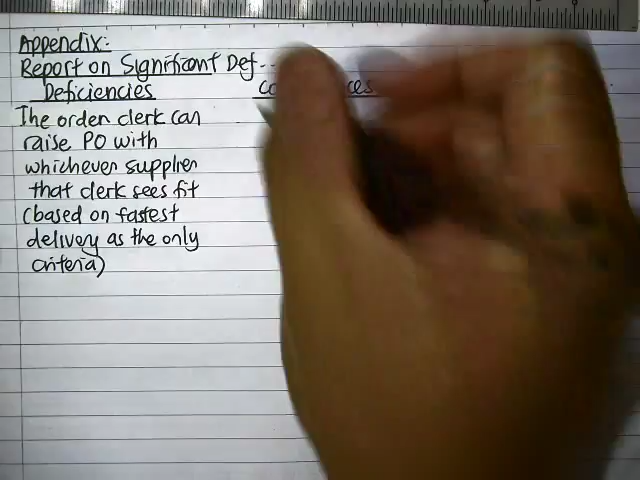 Appendix:
Report on Significant Def...
Deficiencies
The order clerk can
raise PO with
whichever supplier
that clerk sees fit
(based on fastest
delivery as the only
criteria)